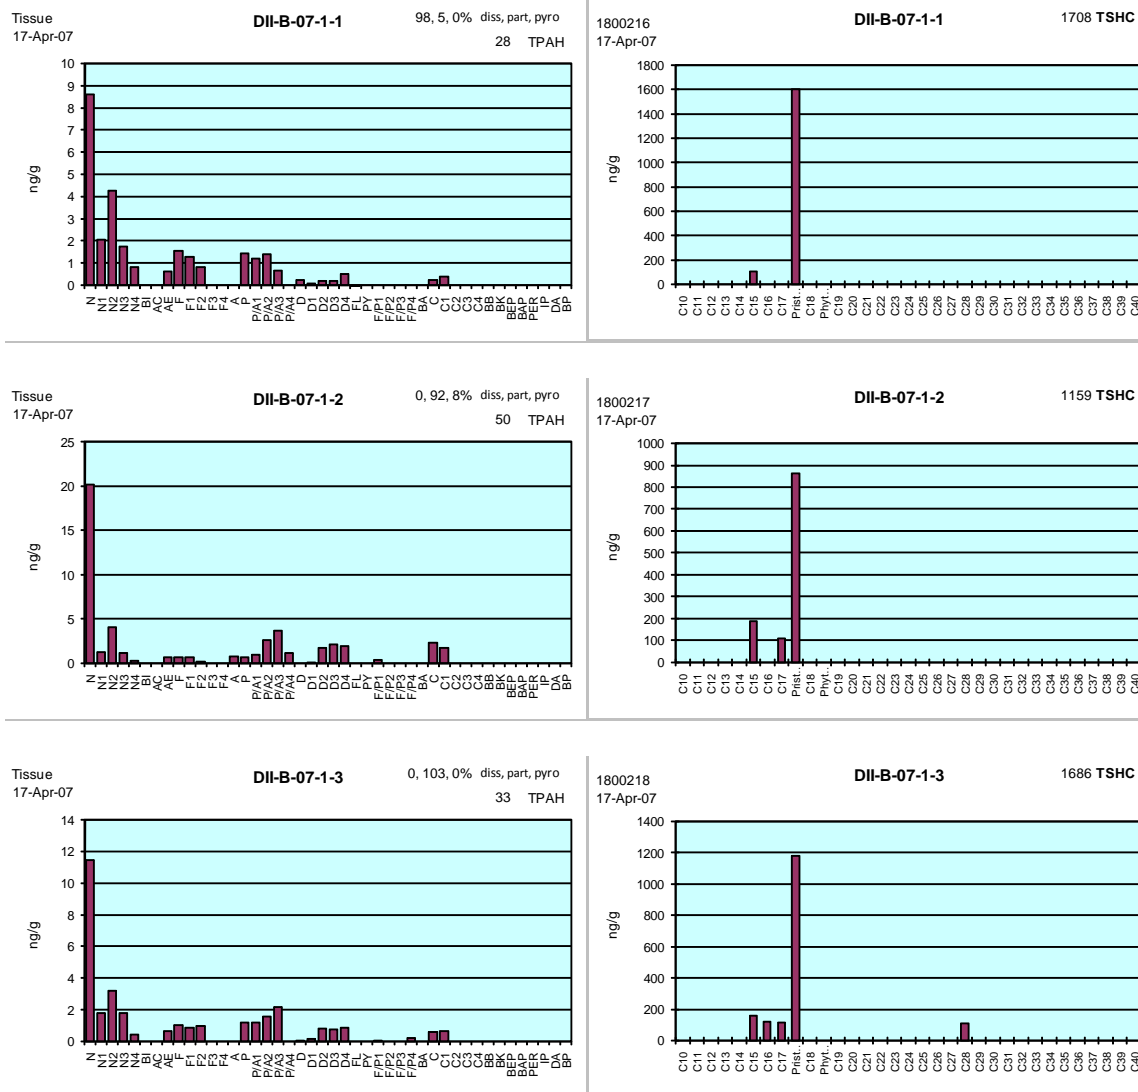 Tissue
17-Apr-07
DII-B-07-1-1
98, 5, 0% diss, part, pyro
28 TPAH
10
9
8
7
6
5
4
3
2
1
0
ng/g
N N1 N2 N3 N4 BI AC AE F F1 F2 F3 F4 A P P/A1 P/A2 P/A3 P/A4 D D1 D2 D3 D4 FL PY F/P1 F/P2 F/P3 F/P4 BA C C1 C2 C3 C4 BB BK BEP BAP PER IP DA BP
1800216
17-Apr-07
DII-B-07-1-1
1708 TSHC
1800
1600
1400
1200
1000
800
600
400
200
0
ng/g
C10 C11 C12 C13 C14 C15 C16 C17 Prist.. C18 Phyt.. C19 C20 C21 C22 C23 C24 C25 C26 C27 C28 C29 C30 C31 C32 C33 C34 C35 C36 C37 C38 C39 C40
Tissue
17-Apr-07
DII-B-07-1-2
0, 92, 8% diss, part, pyro
50 TPAH
25
20
15
10
5
0
ng/g
N N1 N2 N3 N4 BI AC AE F F1 F2 F3 F4 A P P/A1 P/A2 P/A3 P/A4 D D1 D2 D3 D4 FL PY F/P1 F/P2 F/P3 F/P4 BA C C1 C2 C3 C4 BB BK BEP BAP PER IP DA BP
1800217
17-Apr-07
DII-B-07-1-2
1159 TSHC
1000
900
800
700
600
500
400
300
200
100
0
ng/g
C10 C11 C12 C13 C14 C15 C16 C17 Prist.. C18 Phyt.. C19 C20 C21 C22 C23 C24 C25 C26 C27 C28 C29 C30 C31 C32 C33 C34 C35 C36 C37 C38 C39 C40
Tissue
17-Apr-07
DII-B-07-1-3
0, 103, 0% diss, part, pyro
33 TPAH
14
12
10
8
6
4
2
0
ng/g
N N1 N2 N3 N4 BI AC AE F F1 F2 F3 F4 A P P/A1 P/A2 P/A3 P/A4 D D1 D2 D3 D4 FL PY F/P1 F/P2 F/P3 F/P4 BA C C1 C2 C3 C4 BB BK BEP BAP PER IP DA BP
1800218
17-Apr-07
DII-B-07-1-3
1686 TSHC
1400
1200
1000
800
600
400
200
0
ng/g
C10 C11 C12 C13 C14 C15 C16 C17 Prist.. C18 Phyt.. C19 C20 C21 C22 C23 C24 C25 C26 C27 C28 C29 C30 C31 C32 C33 C34 C35 C36 C37 C38 C39 C40